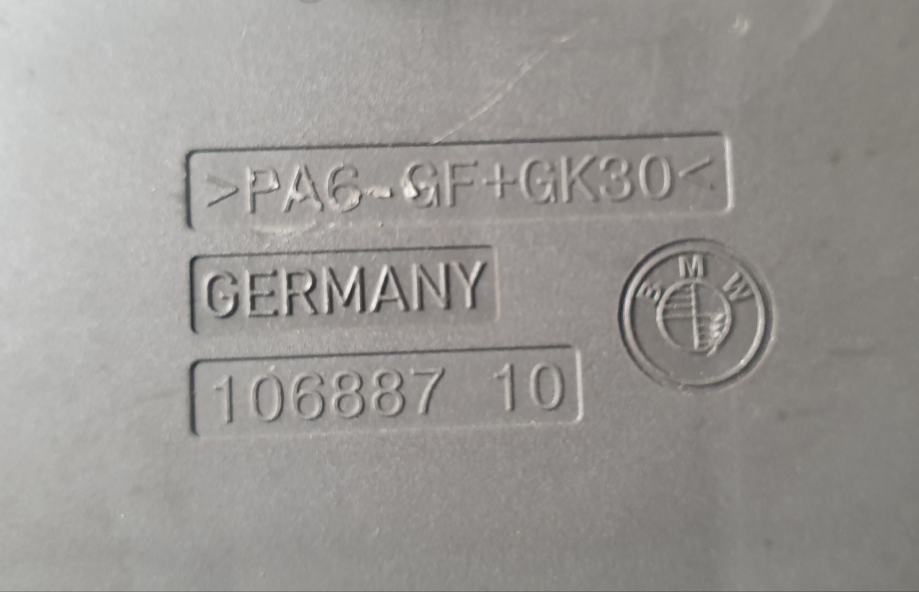 >PA6-GF+GK30<
GERMANY
BMW
106887 10